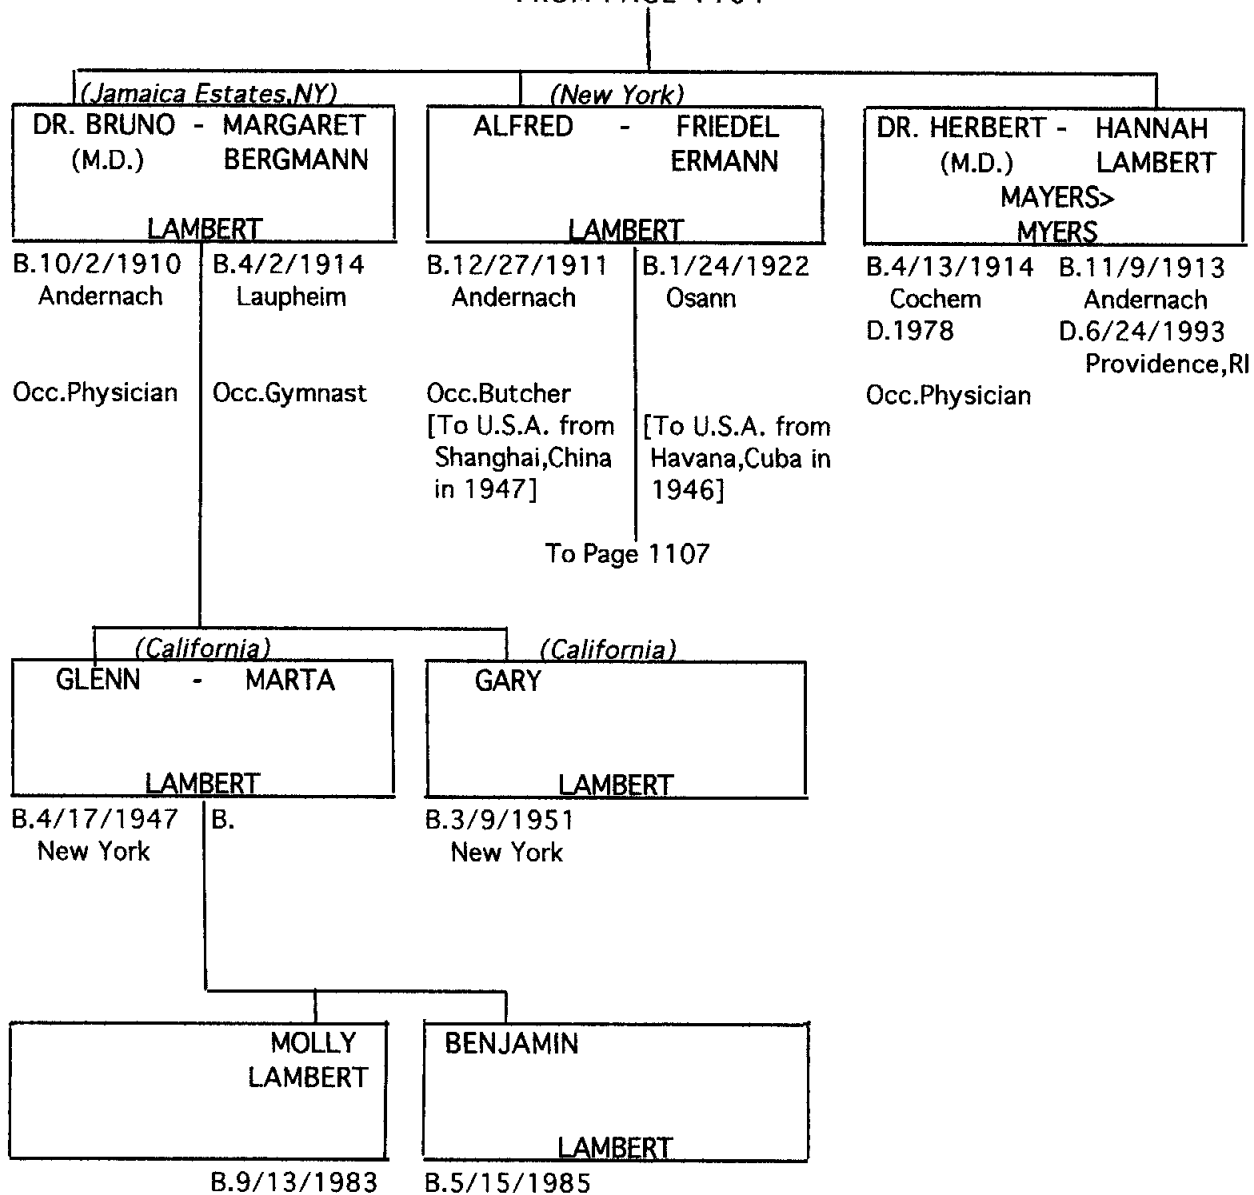 (Jamaica Estates,NY)
DR. BRUNO - MARGARET
(M.D.) BERGMANN
LAMBERT
B.10/2/1910 B.4/2/1914
Andernach Laupheim
Occ.Physician Occ.Gymnast
(New York)
ALFRED - FRIEDEL
ERMANN
LAMBERT
B.12/27/1911 B.1/24/1922
Andernach Osann
Occ.Butcher
[To U.S.A. from
Shanghai,China
in 1947]
[To U.S.A. from
Havana,Cuba in
1946]
To Page 1107
DR. HERBERT - HANNAH
(M.D.) LAMBERT
MAYERS>
MYERS
B.4/13/1914 B.11/9/1913
Cochem Andernach
D.1978 D.6/24/1993
Providence,RI
Occ.Physician
(California)
GLENN - MARTA
LAMBERT
B.4/17/1947 B.
New York
(California)
GARY
LAMBERT
B.3/9/1951
New York
MOLLY
LAMBERT
B.9/13/1983
BENJAMIN
LAMBERT
B.5/15/1985